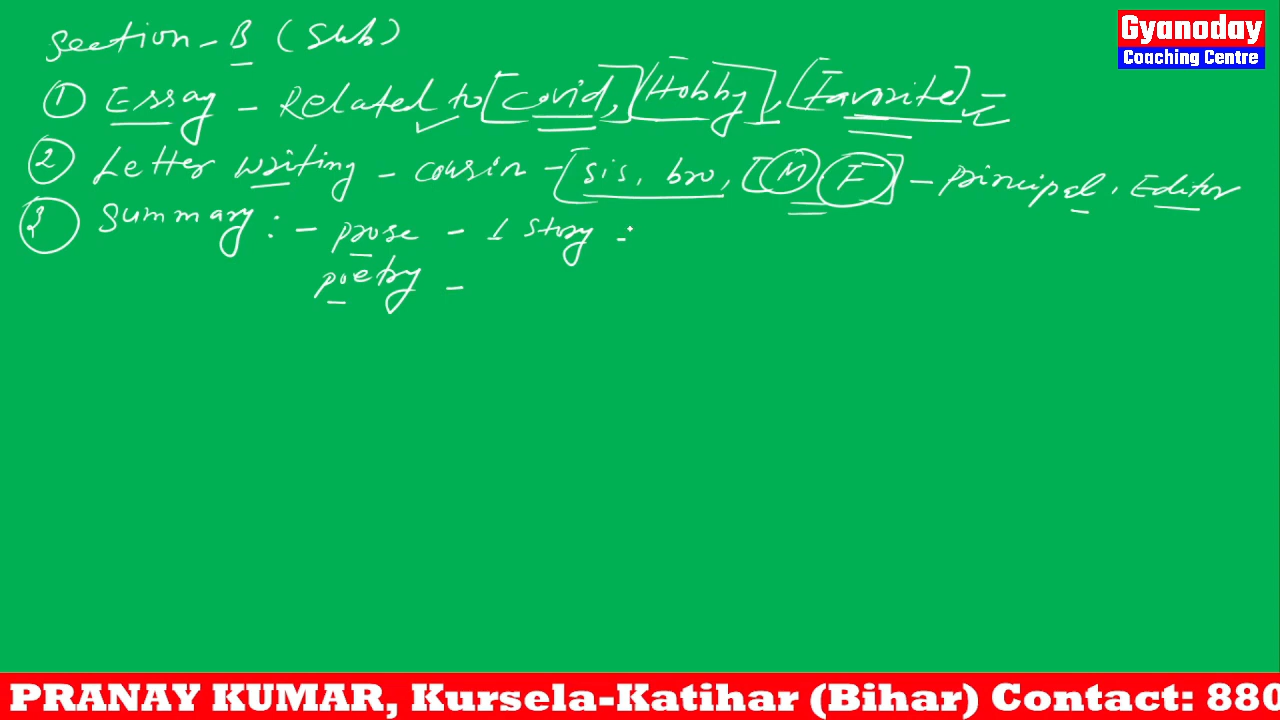 Section - B (Sub)
Gyanoday
Coaching Centre
① Essay - Related to [Covid,] [Hobby], [Favorite] -
② Letter writing - cousin - [sis, bro, [M F] - principal, Editor
③ Summary : - prose - 1 story :
poetry -
PRANAY KUMAR, Kursela-Katihar (Bihar) Contact: 880